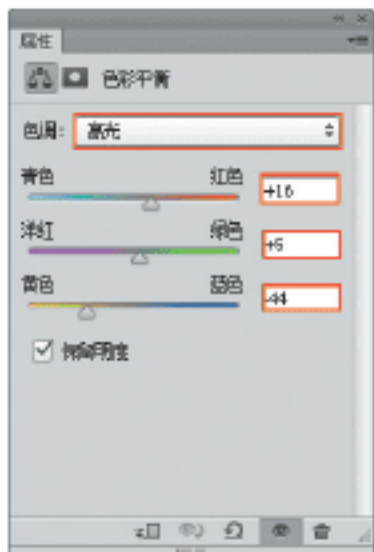 属性
色彩平衡
色调: 高光
青色 红色 +16
洋红 绿色 +5
黄色 蓝色 -44
保留明度